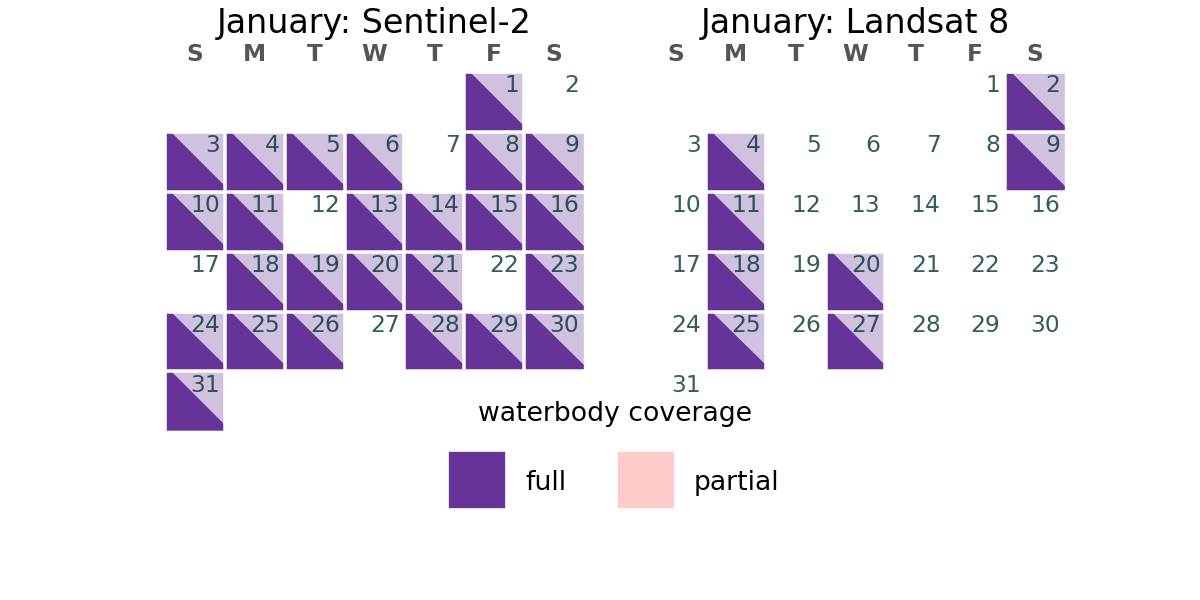 January: Sentinel-2
S M T W T F S
1 2
3 4 5 6 7 8 9
10 11 12 13 14 15 16
17 18 19 20 21 22 23
24 25 26 27 28 29 30
31
January: Landsat 8
S M T W T F S
1 2
3 4 5 6 7 8 9
10 11 12 13 14 15 16
17 18 19 20 21 22 23
24 25 26 27 28 29 30
31
waterbody coverage
full partial